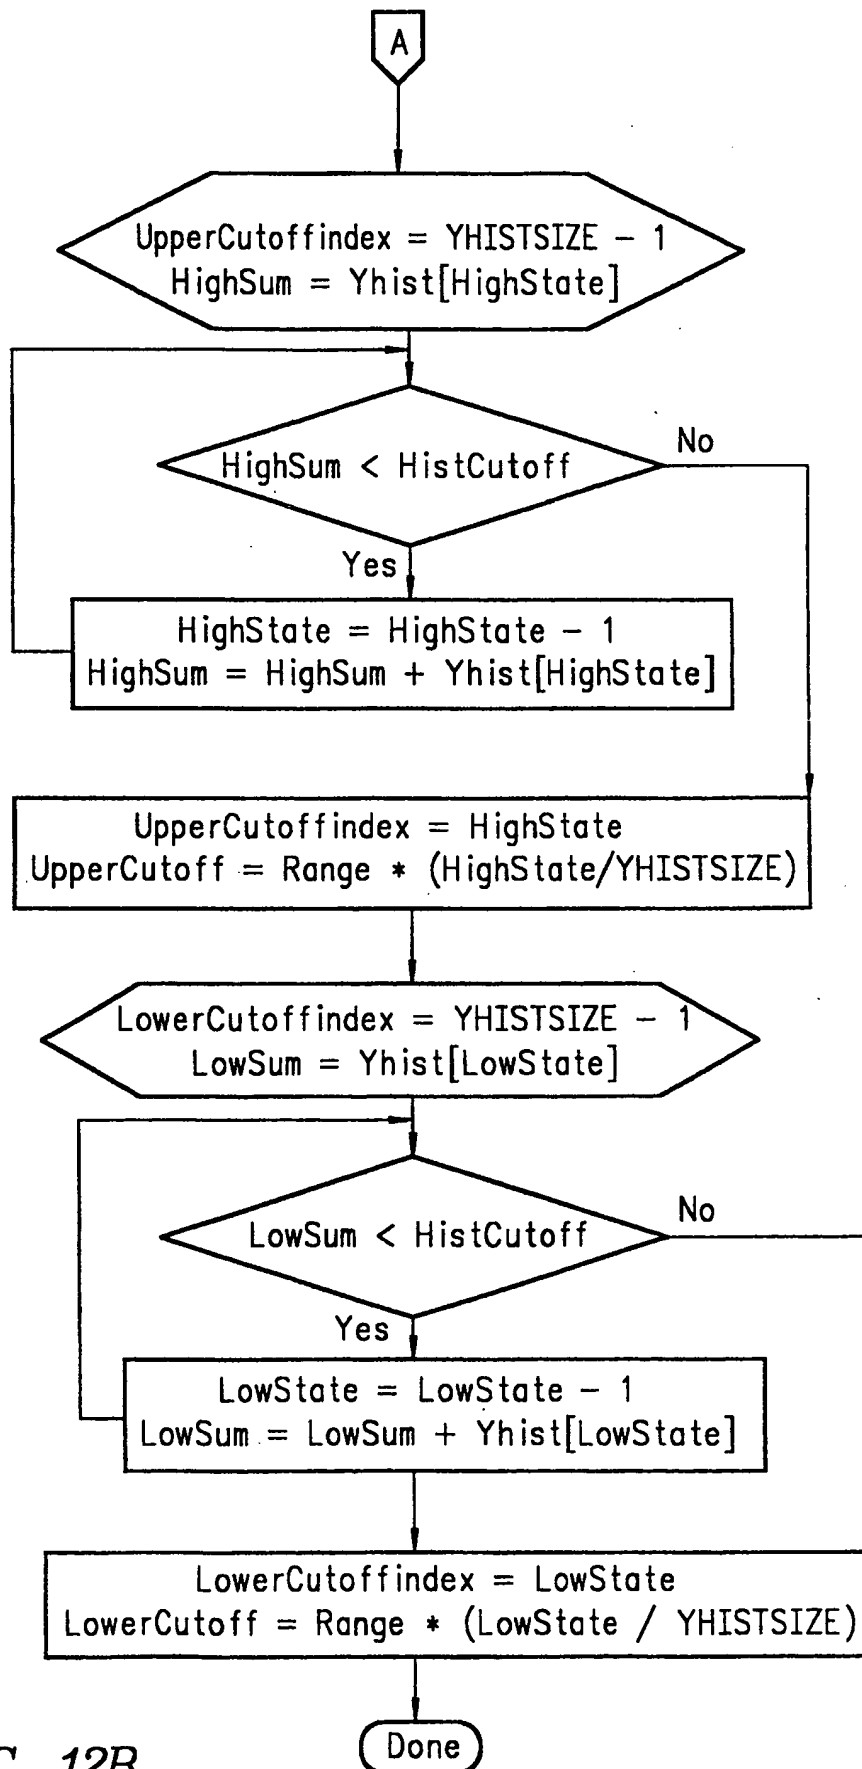 A
UpperCutoffindex = YHISTSIZE - 1
HighSum = Yhist[HighState]
HighSum < HistCutoff
No
Yes
HighState = HighState - 1
HighSum = HighSum + Yhist[HighState]
UpperCutoffindex = HighState
UpperCutoff = Range * (HighState/YHISTSIZE)
LowerCutoffindex = YHISTSIZE - 1
LowSum = Yhist[LowState]
LowSum < HistCutoff
No
Yes
LowState = LowState - 1
LowSum = LowSum + Yhist[LowState]
LowerCutoffindex = LowState
LowerCutoff = Range * (LowState / YHISTSIZE)
Done
12B